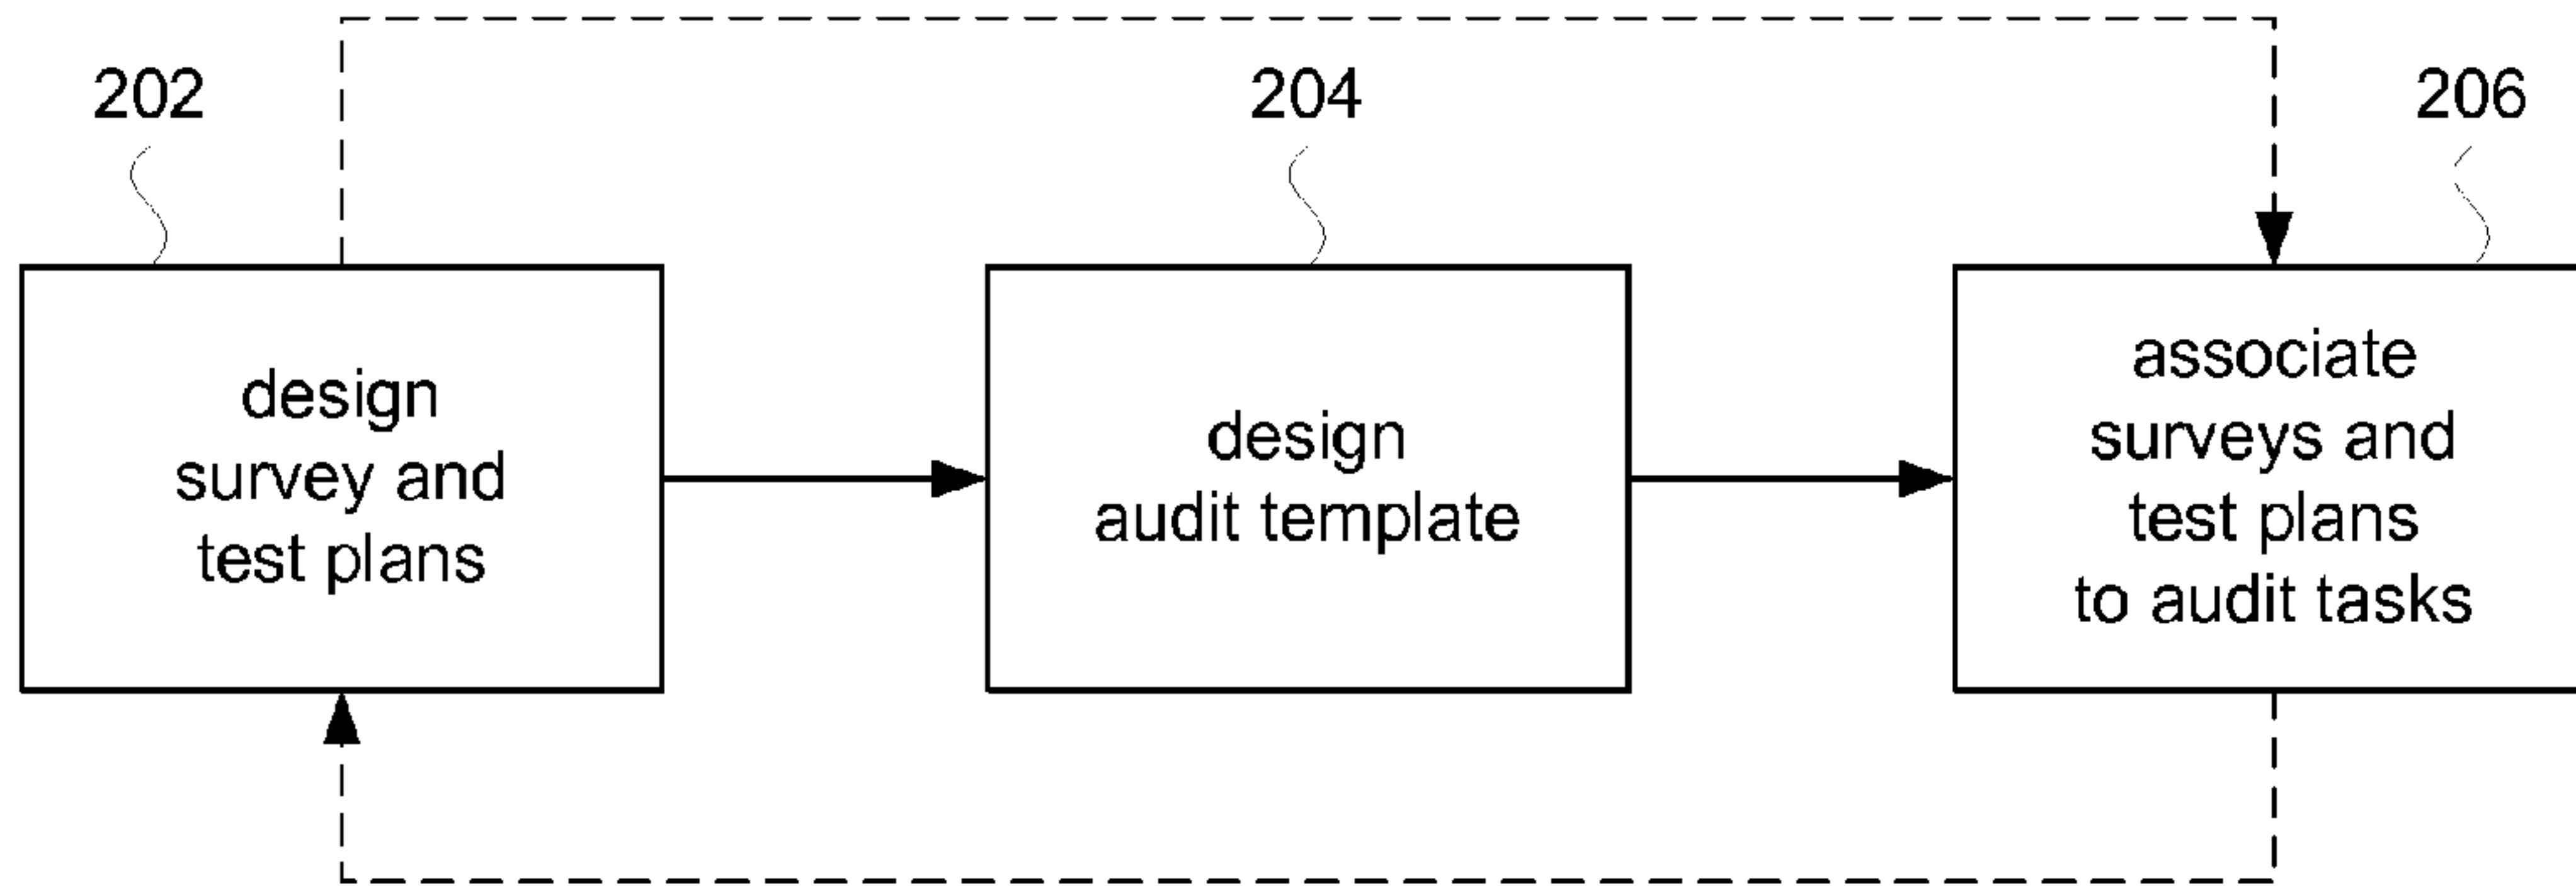 202
204
206
design
survey and
test plans
design
audit template
associate
surveys and
test plans
to audit tasks